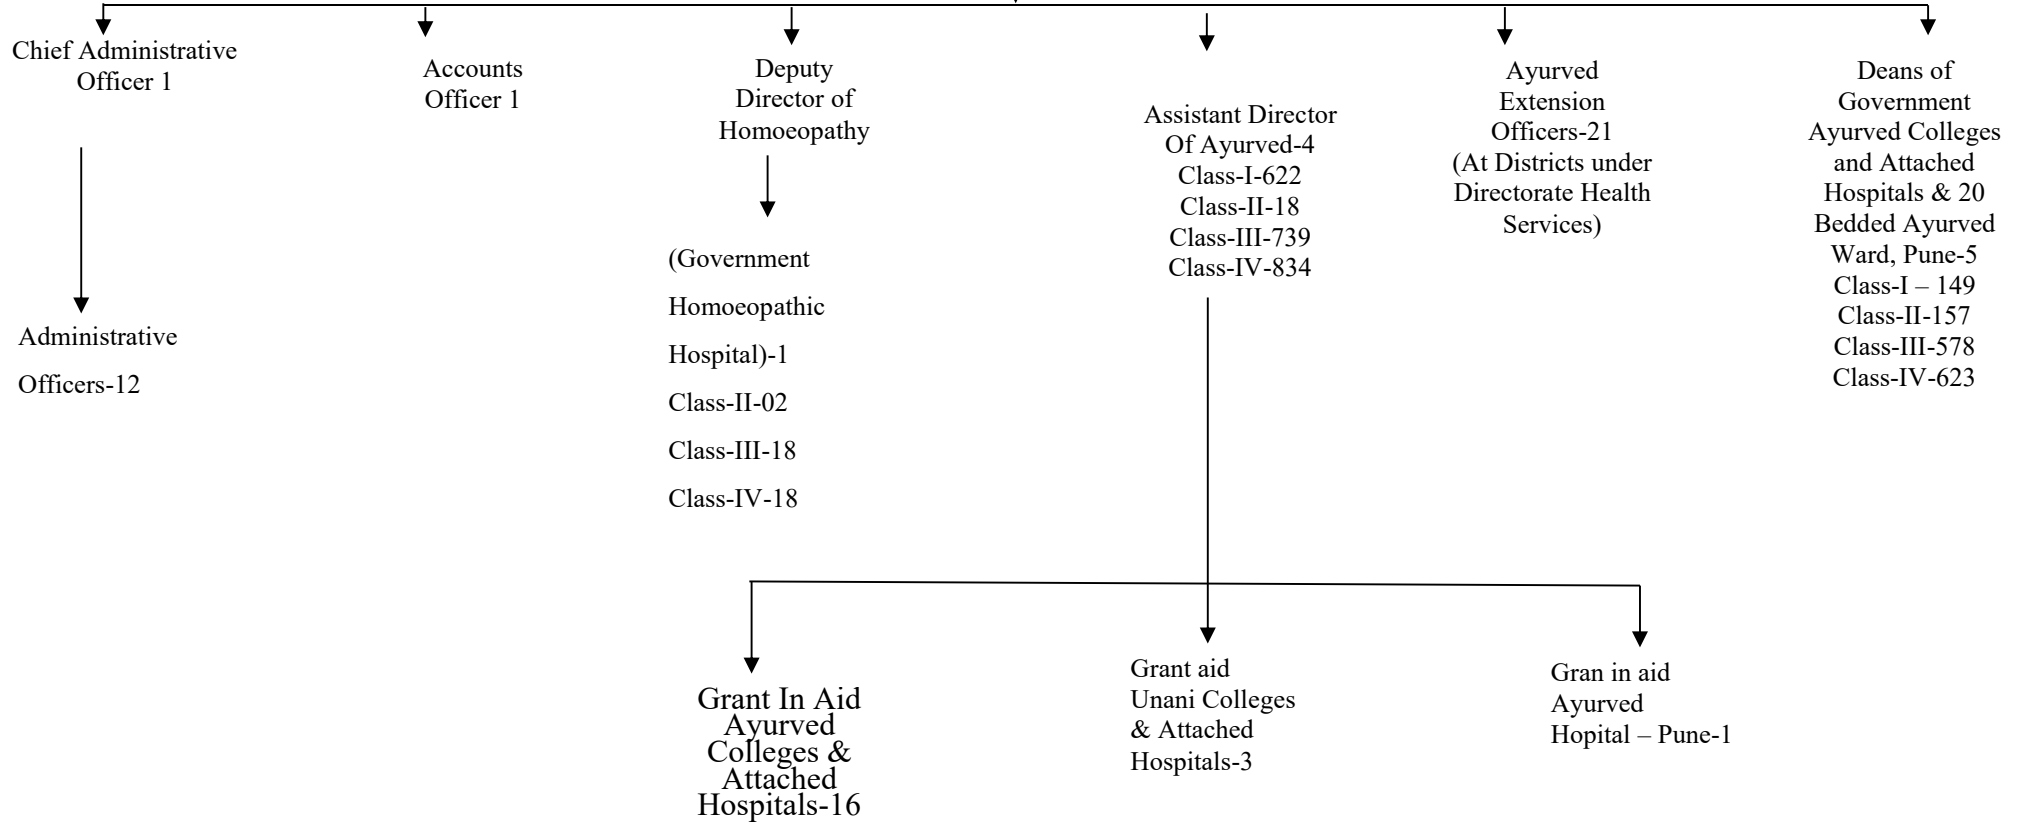 Chief Administrative
Officer 1
Accounts
Officer 1
Deputy
Director of
Homoeopathy
Assistant Director
Of Ayurved-4
Class-I-622
Class-II-18
Class-III-739
Class-IV-834
Ayurved
Extension
Officers-21
(At Districts under
Directorate Health
Services)
Deans of
Government
Ayurved Colleges
and Attached
Hospitals & 20
Bedded Ayurved
Ward, Pune-5
Class-I – 149
Class-II-157
Class-III-578
Class-IV-623
Administrative
Officers-12
(Government
Homoeopathic
Hospital)-1
Class-II-02
Class-III-18
Class-IV-18
Grant In Aid
Ayurved
Colleges &
Attached
Hospitals-16
Grant aid
Unani Colleges
& Attached
Hospitals-3
Gran in aid
Ayurved
Hopital – Pune-1